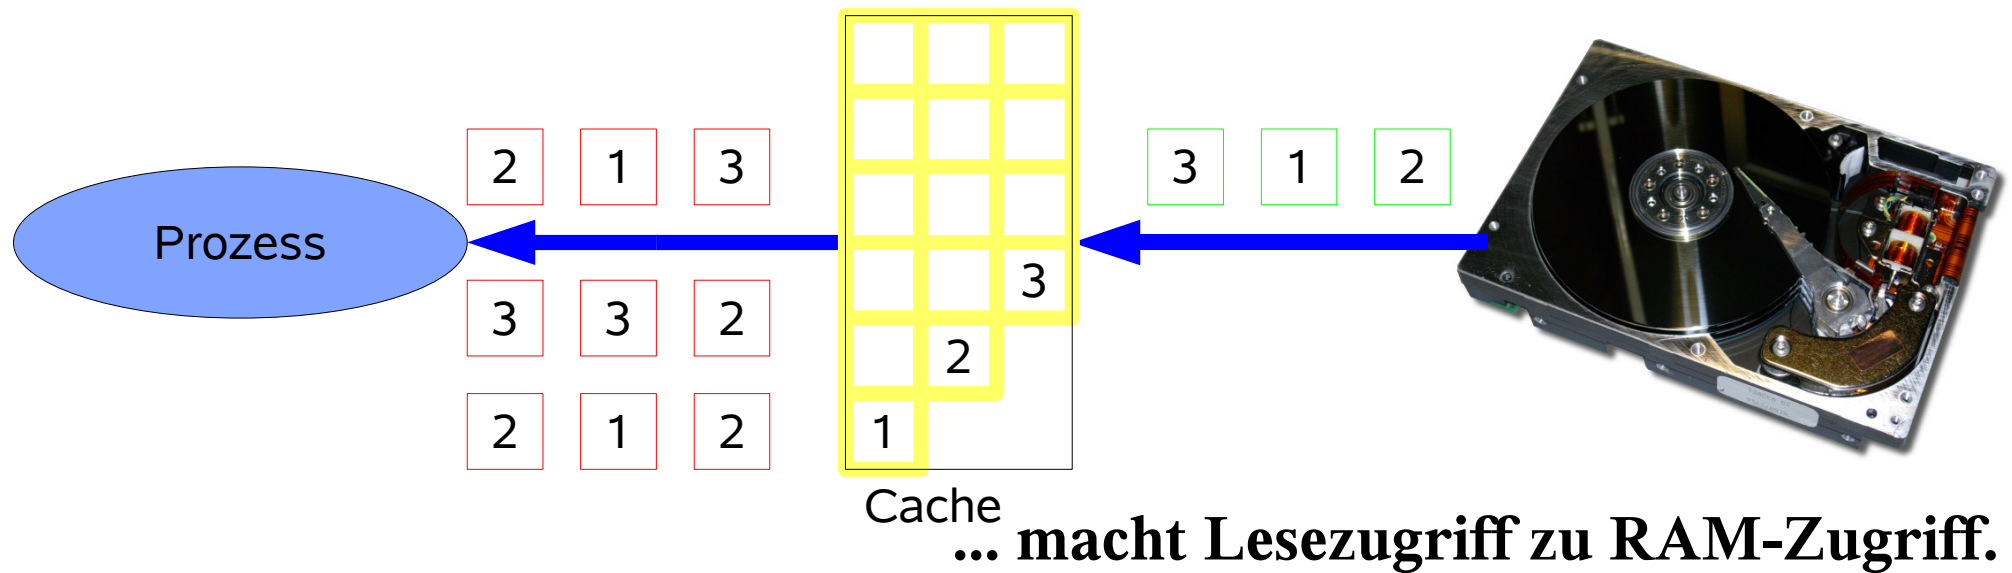 2 1 3 3 1 2
Prozess
3 3 2 3
2
2 1 2 1
Cache
... macht Lesezugriff zu RAM-Zugriff.